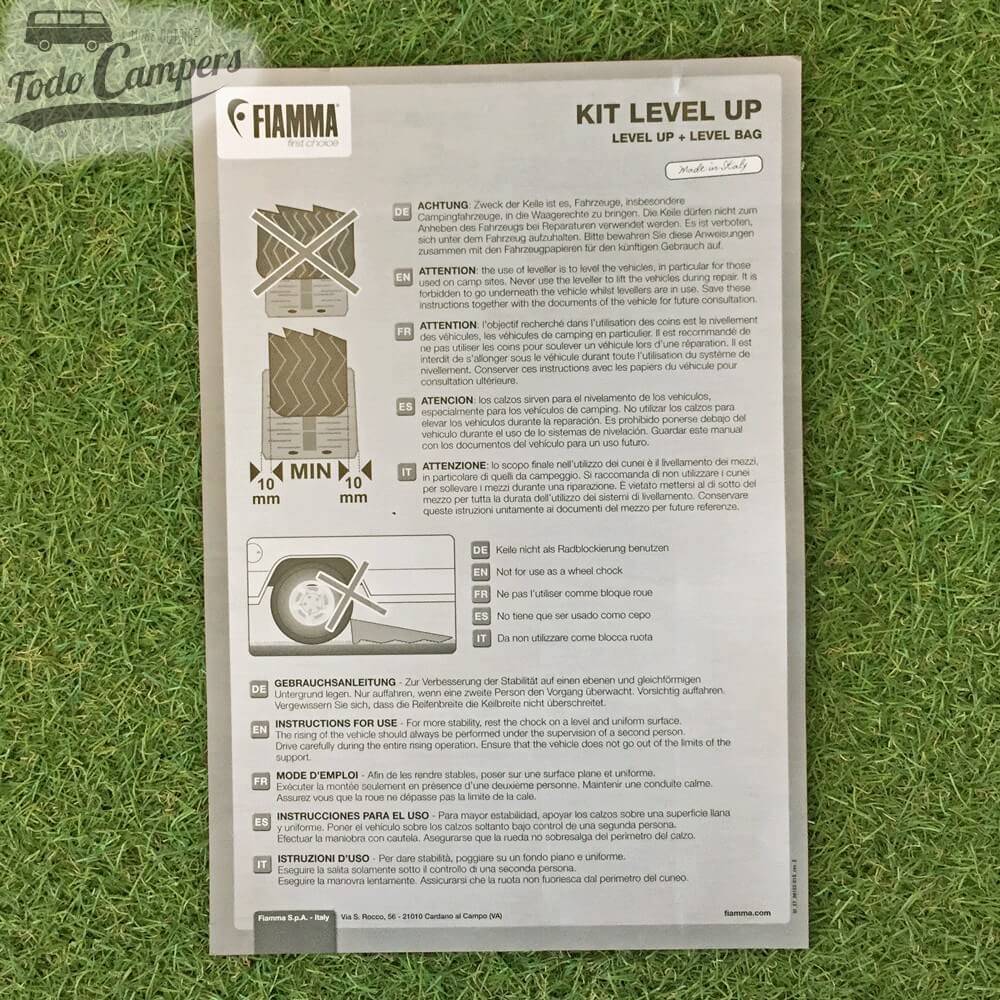 Todo Campers
FIAMMA®
first choice
KIT LEVEL UP
LEVEL UP + LEVEL BAG
Made in Italy
DE ACHTUNG: Zweck der Keile ist es, Fahrzeuge, insbesondere
Campingfahrzeuge, in die Waagerechte zu bringen. Die Keile dürfen nicht zum
Anheben des Fahrzeugs bei Reparaturen verwendet werden. Es ist verboten,
sich unter dem Fahrzeug aufzuhalten. Bitte bewahren Sie diese Anweisungen
zusammen mit den Fahrzeugpapieren für den künftigen Gebrauch auf.
EN ATTENTION: the use of leveller is to level the vehicles, in particular for those
used on camp sites. Never use the leveller to lift the vehicles during repair. It is
forbidden to go underneath the vehicle whilst levellers are in use. Save these
instructions together with the documents of the vehicle for future consultation.
FR ATTENTION: l'objectif recherché dans l'utilisation des coins est le nivellement
des véhicules, les véhicules de camping en particulier. Il est recommandé de
ne pas utiliser les coins pour soulever un véhicule lors d'une réparation. Il est
interdit de s'allonger sous le véhicule durant toute l'utilisation du système de
nivellement. Conserver ces instructions avec les papiers du véhicule pour
consultation ultérieure.
ES ATENCION: los calzos sirven para el nivelamento de los vehículos,
especialmente para los vehículos de camping. No utilizar los calzos para
elevar los vehículos durante la reparación. Es prohibido ponerse debajo del
vehículo durante el uso de lo sistemas de nivelación. Guardar este manual
con los documentos del vehículo para un uso futuro.
IT ATTENZIONE: lo scopo finale nell'utilizzo dei cunei è il livellamento dei mezzi,
in particolare di quelli da campeggio. Si raccomanda di non utilizzare i cunei
per sollevare i mezzi durante una riparazione. È vietato mettersi al di sotto del
mezzo per tutta la durata dell'utilizzo dei sistemi di livellamento. Conservare
queste istruzioni unitamente ai documenti del mezzo per future referenze.
MIN
10 mm
10 mm
DE Keile nicht als Radblockierung benutzen
EN Not for use as a wheel chock
FR Ne pas l'utiliser comme bloque roue
ES No tiene que ser usado como cepo
IT Da non utilizzare come blocca ruota
DE GEBRAUCHSANLEITUNG - Zur Verbesserung der Stabilität auf einen ebenen und gleichförmigen
Untergrund legen. Nur auffahren, wenn eine zweite Person den Vorgang überwacht. Vorsichtig auffahren.
Vergewissern Sie sich, dass die Reifenbreite die Keilbreite nicht überschreitet.
EN INSTRUCTIONS FOR USE - For more stability, rest the chock on a level and uniform surface.
The rising of the vehicle should always be performed under the supervision of a second person.
Drive carefully during the entire rising operation. Ensure that the vehicle does not go out of the limits of the
support.
FR MODE D'EMPLOI - Afin de les rendre stables, poser sur une surface plane et uniforme.
Exécuter la montée seulement en présence d'une deuxième personne. Maintenir une conduite calme.
Assurez vous que la roue ne dépasse pas la limite de la cale.
ES INSTRUCCIONES PARA EL USO - Para mayor estabilidad, apoyar los calzos sobre una superficie llana
y uniforme. Poner el vehiculo sobre los calzos soltanto bajo control de una segunda persona.
Efectuar la maniobra con cautela. Asegurarse que la rueda no sobresalga del perimetro del calzo.
IT ISTRUZIONI D'USO - Per dare stabilità, poggiare su un fondo piano e uniforme.
Eseguire la salita solamente sotto il controllo di una seconda persona.
Eseguire la manovra lentamente. Assicurarsi che la ruota non fuoriesca dal perimetro del cuneo.
Fiamma S.p.A. - Italy Via S. Rocco, 56 - 21010 Cardano al Campo (VA) fiamma.com